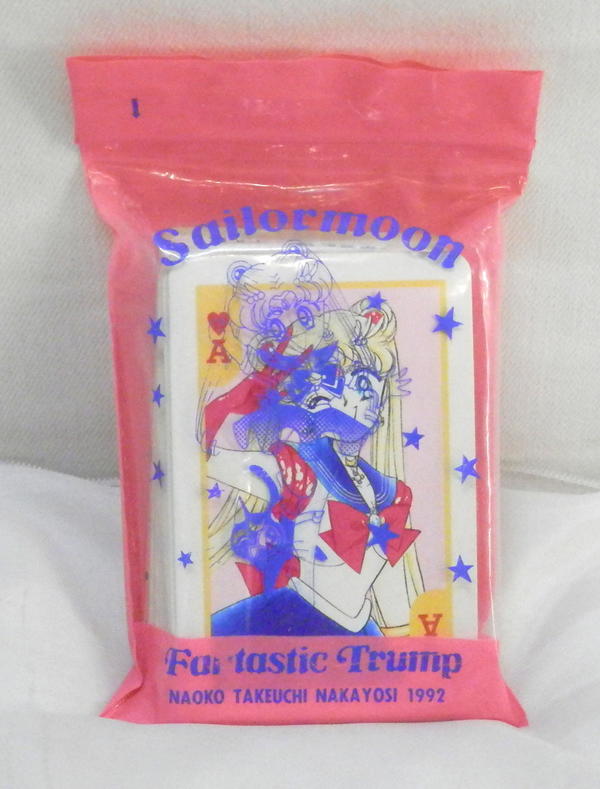 Sailormoon
A
A
Fantastic Trump
NAOKO TAKEUCHI NAKAYOSI 1992